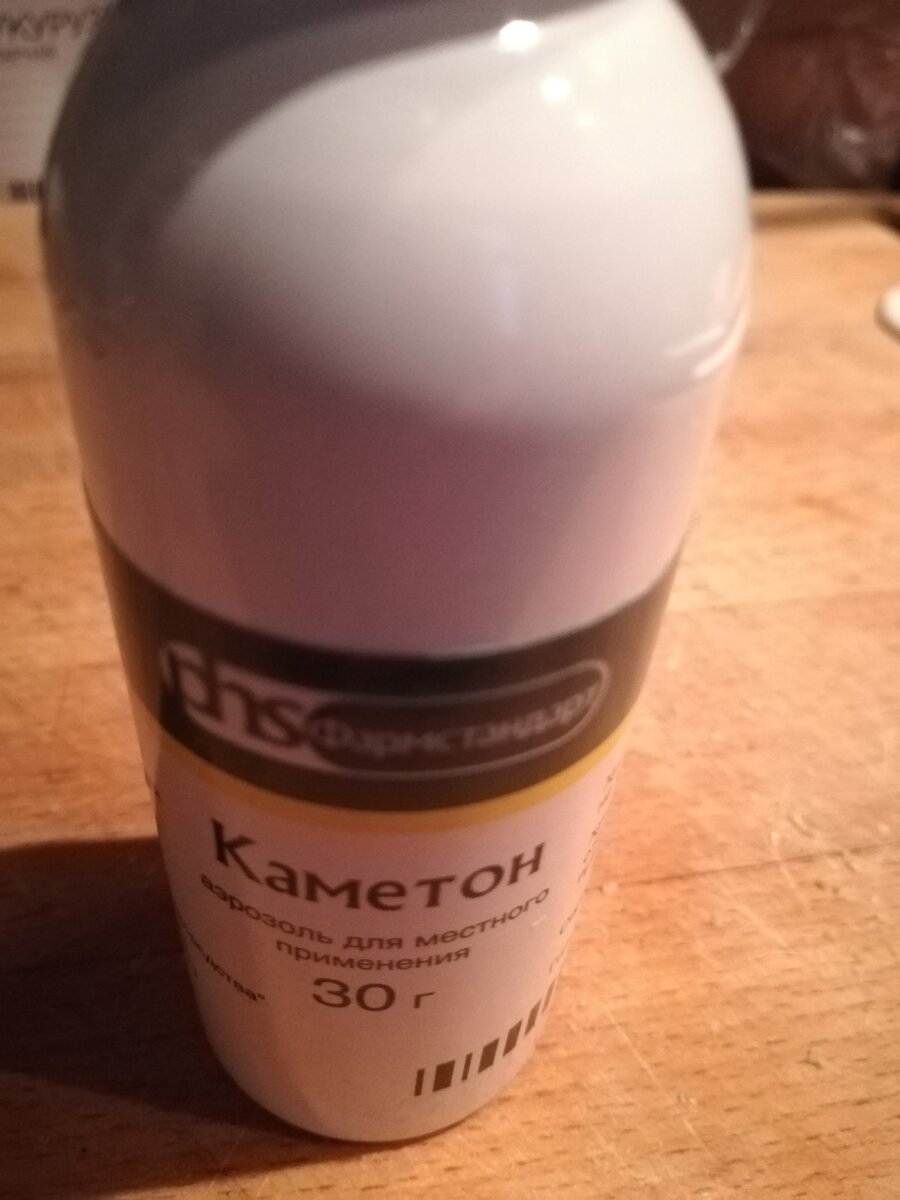 phs фармстандарт
Каметон
аэрозоль для местного
применения
30 г